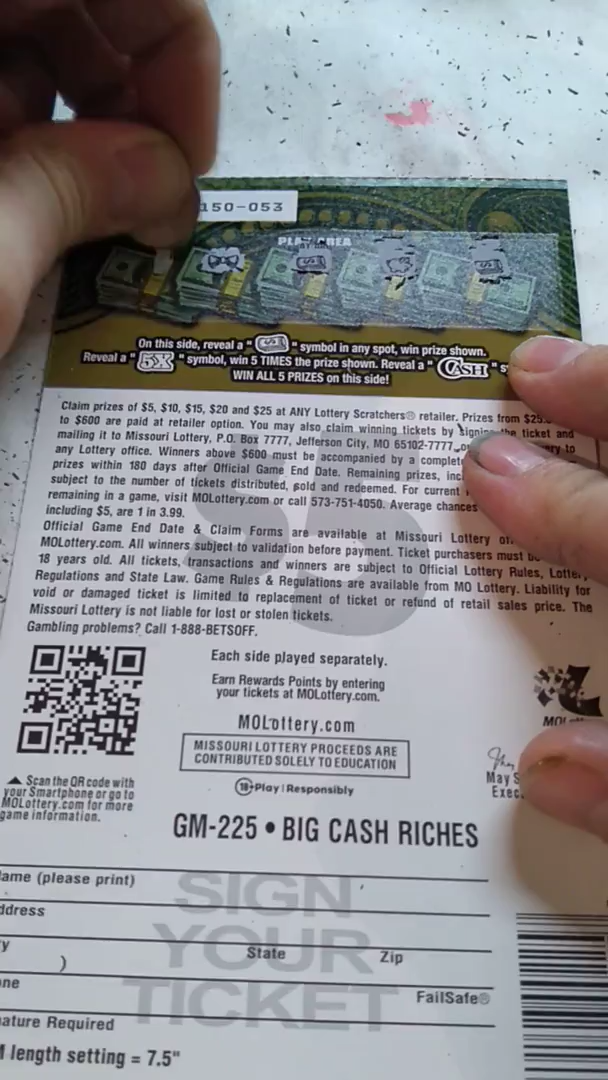 150-053
PLAY AREA
On this side, reveal a " " symbol in any spot, win prize shown.
Reveal a " 5X " symbol, win 5 TIMES the prize shown. Reveal a " CASH " s
WIN ALL 5 PRIZES on this side!
Claim prizes of $5, $10, $15, $20 and $25 at ANY Lottery Scratchers® retailer. Prizes from $25.
to $600 are paid at retailer option. You may also claim winning tickets by signing the ticket and
mailing it to Missouri Lottery, P.O. Box 7777, Jefferson City, MO 65102-7777, to
any Lottery office. Winners above $600 must be accompanied by a
prizes within 180 days after Official Game End Date. Remaining prizes,
subject to the number of tickets distributed, sold and redeemed. For current
remaining in a game, visit MOLottery.com or call 573-751-4050. Average chances
including $5, are 1 in 3.99.
Official Game End Date & Claim Forms are available at Missouri Lottery
MOLottery.com. All winners subject to validation before payment. Ticket purchasers must
18 years old. All tickets, transactions and winners are subject to Official Lottery Rules, Lottery
Regulations and State Law. Game Rules & Regulations are available from MO Lottery. Liability for
void or damaged ticket is limited to replacement of ticket or refund of retail sales price. The
Missouri Lottery is not liable for lost or stolen tickets.
Gambling problems? Call 1-888-BETSOFF.
Each side played separately.
Earn Rewards Points by entering
your tickets at MOLottery.com.
MOLottery.com
MISSOURI LOTTERY PROCEEDS ARE
CONTRIBUTED SOLELY TO EDUCATION
18+ Play Responsibly
Scan the QR code with
your Smartphone or go to
MOLottery.com for more
game information.
May S
Exec.
GM-225 • BIG CASH RICHES
ame (please print)
ddress
y State Zip
)
ne
FailSafe®
ature Required
SIGN
YOUR
TICKET
length setting = 7.5"